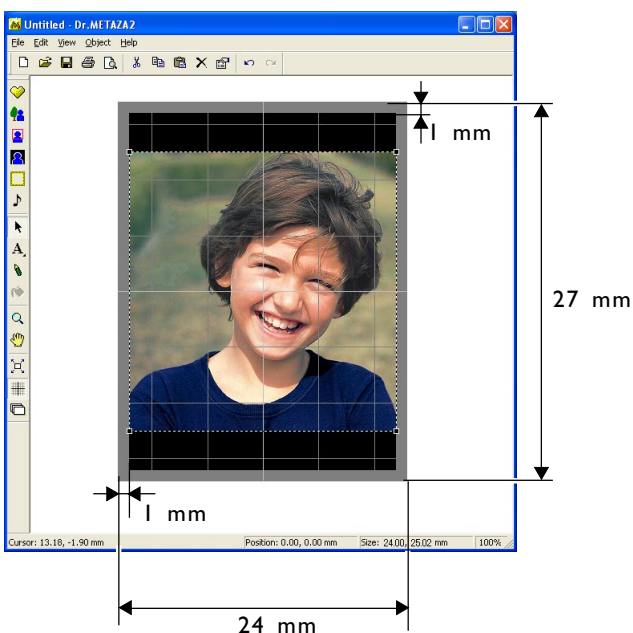 Untitled - Dr.METAZA2
File Edit View Object Help
1 mm
27 mm
1 mm
Cursor: 13.18, -1.90 mm
Position: 0.00, 0.00 mm
Size: 24.00, 25.02 mm
100%
24 mm